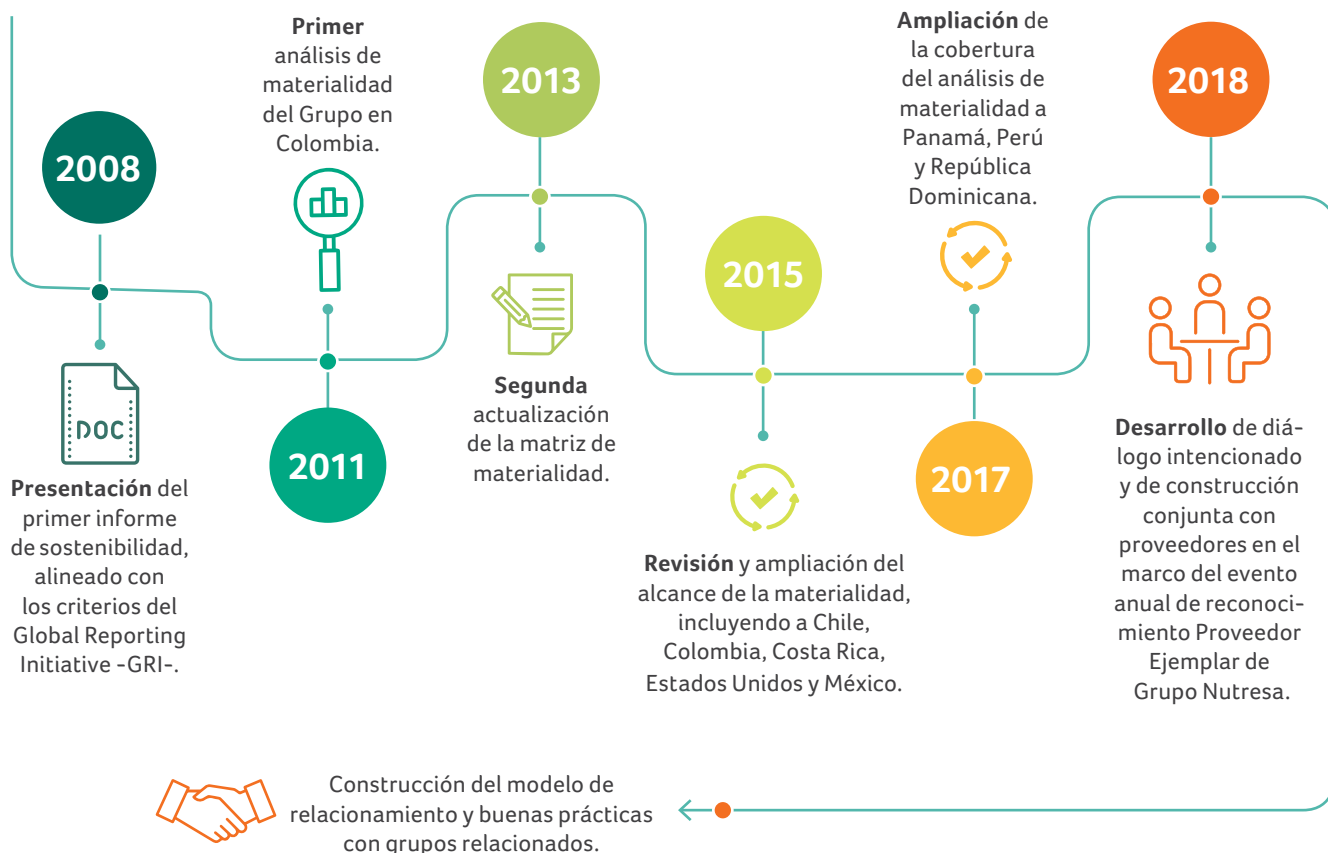 2008
DOC
Presentación del
primer informe
de sostenibilidad,
alineado con
los criterios del
Global Reporting
Initiative -GRI-.
Primer
análisis de
materialidad
del Grupo en
Colombia.
2011
2013
Segunda
actualización
de la matriz de
materialidad.
2015
Revisión y ampliación del
alcance de la materialidad,
incluyendo a Chile,
Colombia, Costa Rica,
Estados Unidos y México.
Ampliación de
la cobertura
del análisis de
materialidad a
Panamá, Perú
y República
Dominicana.
2017
2018
Desarrollo de diá-
logo intencionado
y de construcción
conjunta con
proveedores en el
marco del evento
anual de reconoci-
miento Proveedor
Ejemplar de
Grupo Nutresa.
Construcción del modelo de
relacionamiento y buenas prácticas
con grupos relacionados.